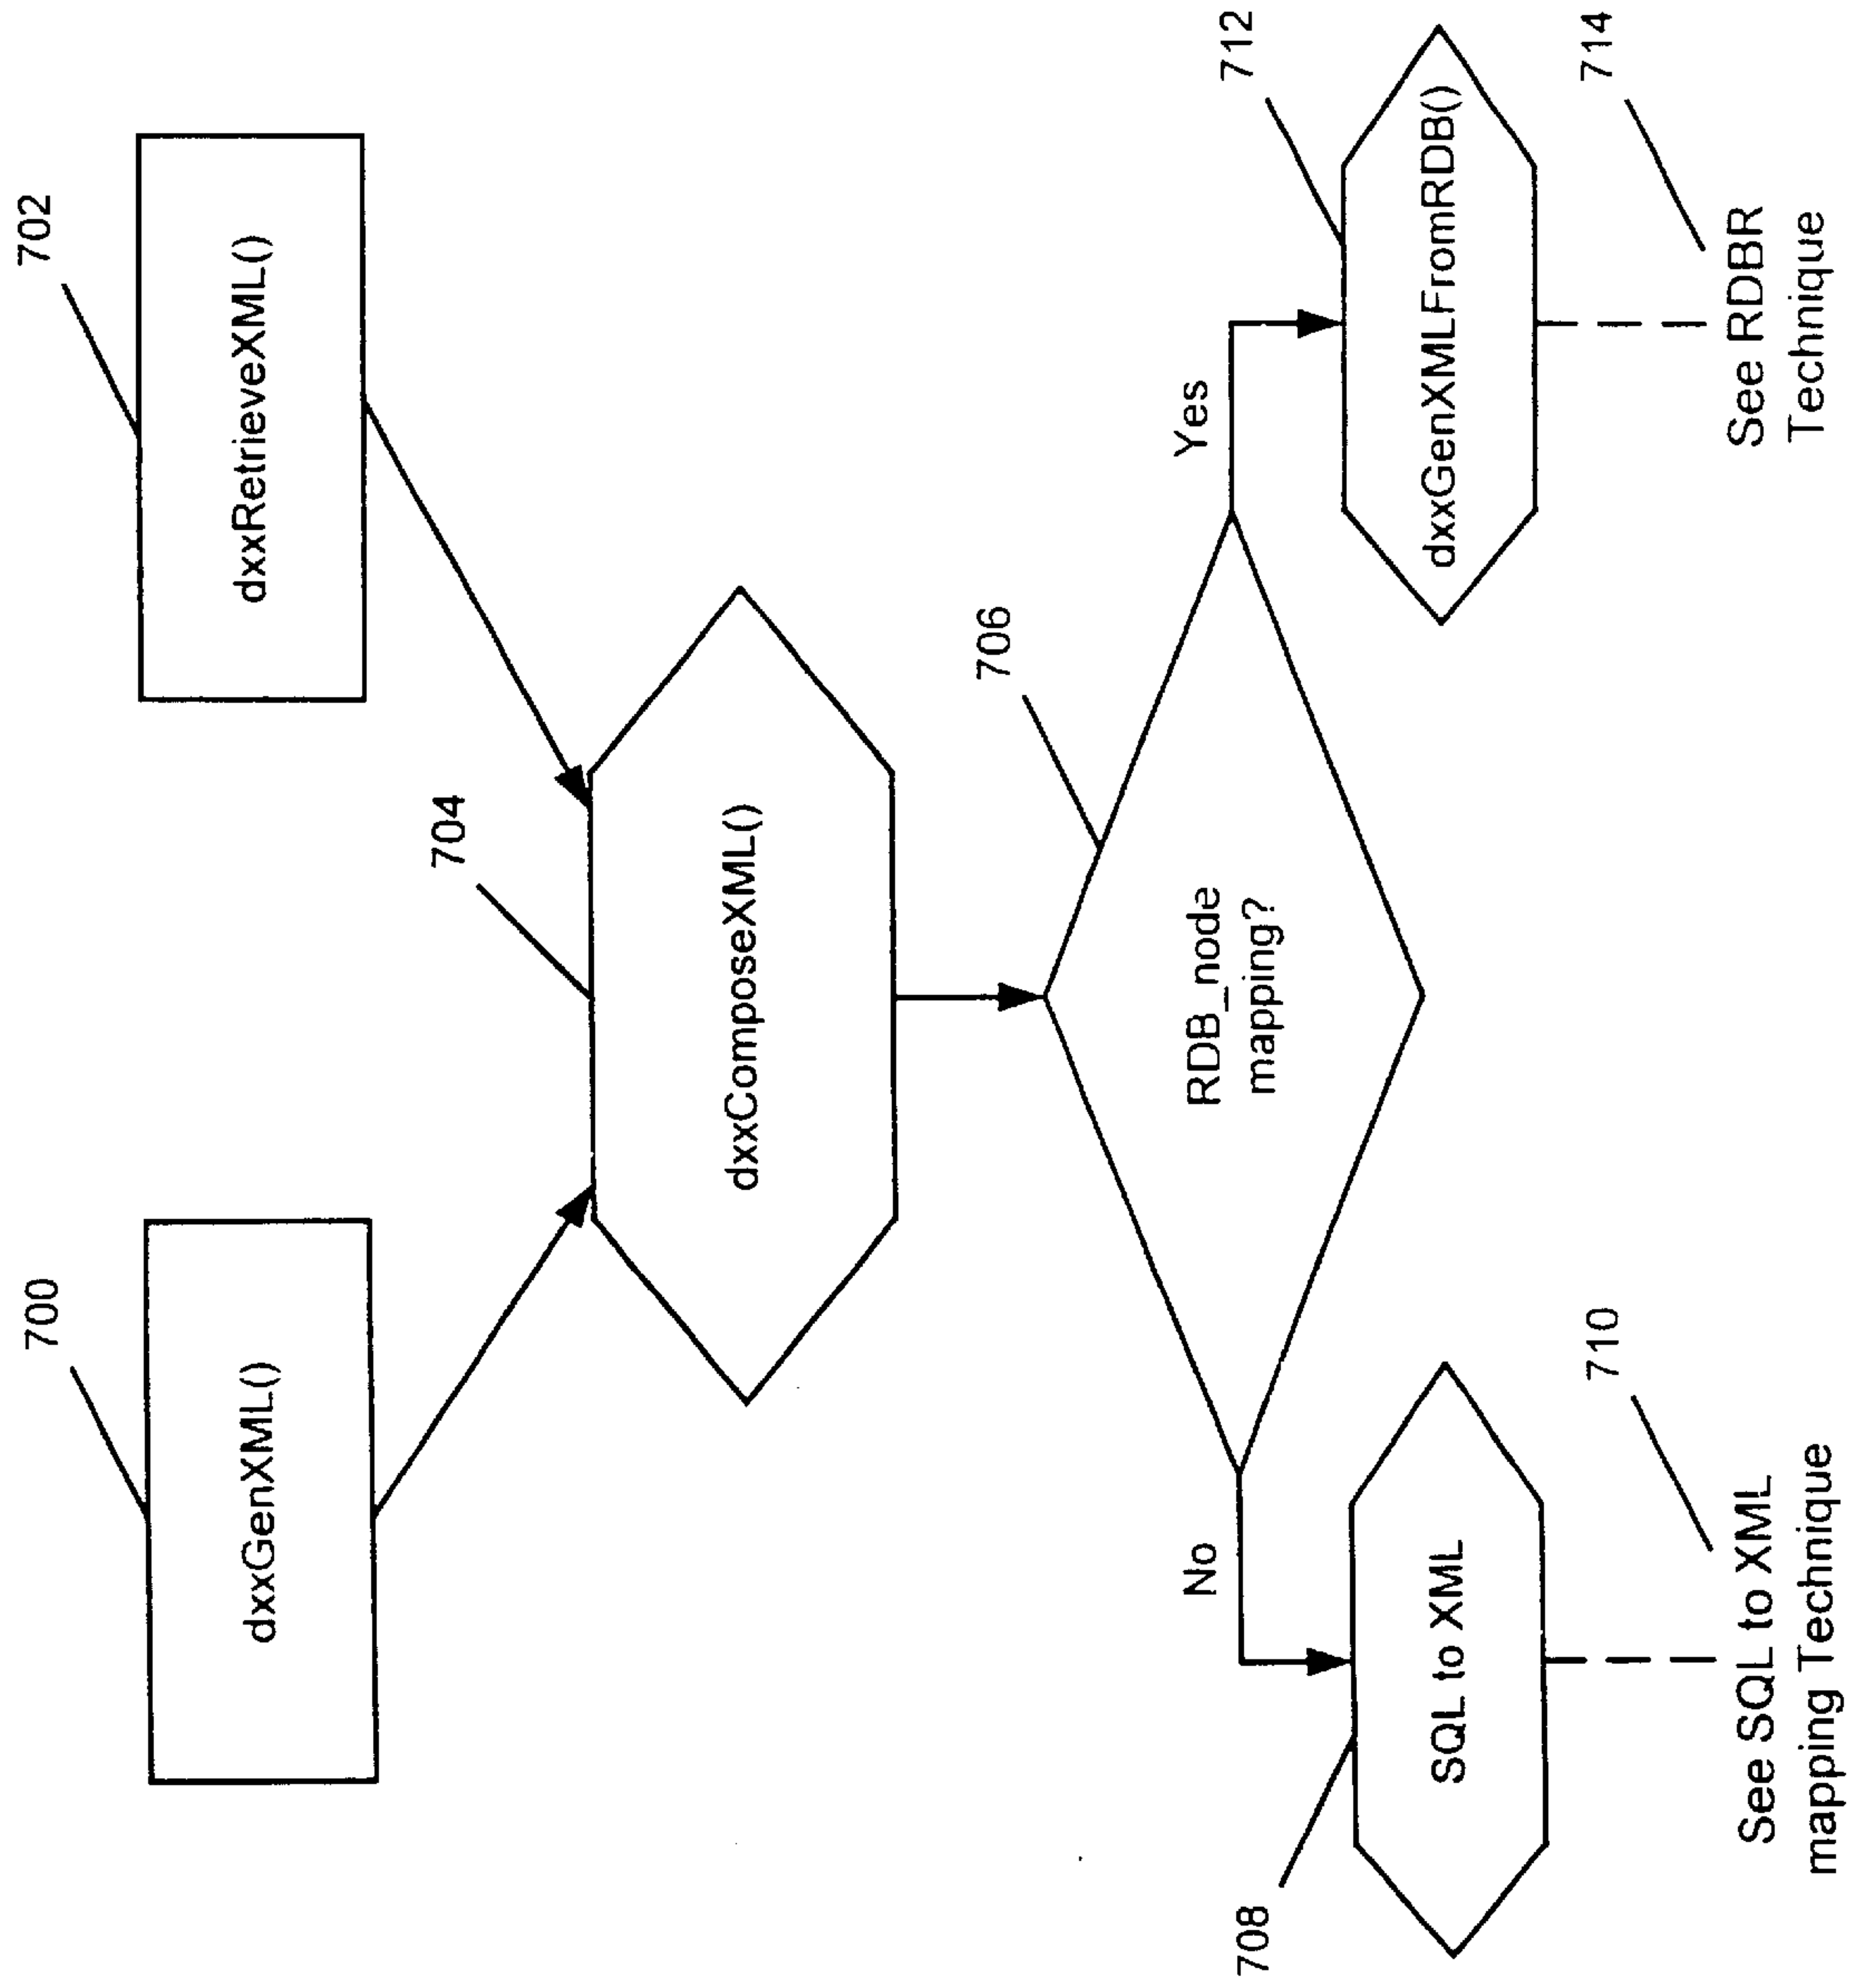 700
702
dxxGenXML()
dxxRetrieveXML()
704
dxxComposeXML()
706
RDB_node
mapping?
No
Yes
708
712
SQL to XML
dxxGenXMLFromRDB()
710
714
See SQL to XML
mapping Technique
See RDBR
Technique